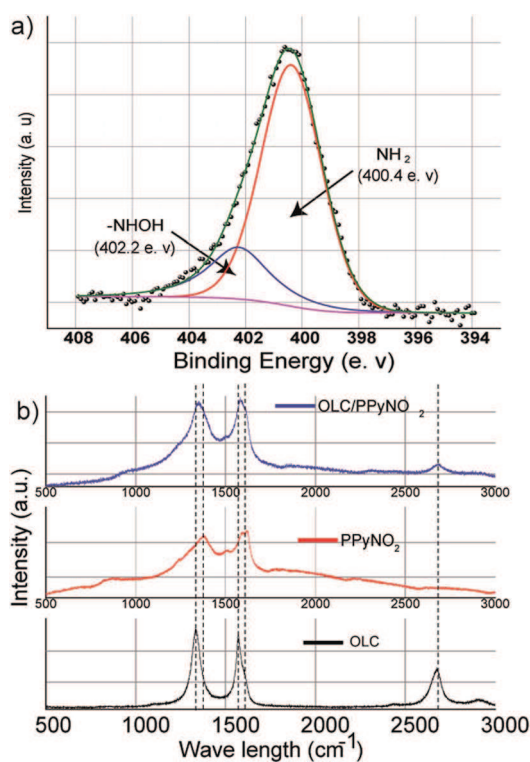 a)
Intensity (a. u)
NH2
(400.4 e. v)
-NHOH
(402.2 e. v)
408 406 404 402 400 398 396 394
Binding Energy (e. v)
b)
Intensity (a.u.)
OLC/PPyNO 2
500 1000 1500 2000 2500 3000
PPyNO2
500 1000 1500 2000 2500 3000
OLC
500 1000 1500 2000 2500 3000
Wave length (cm-1)